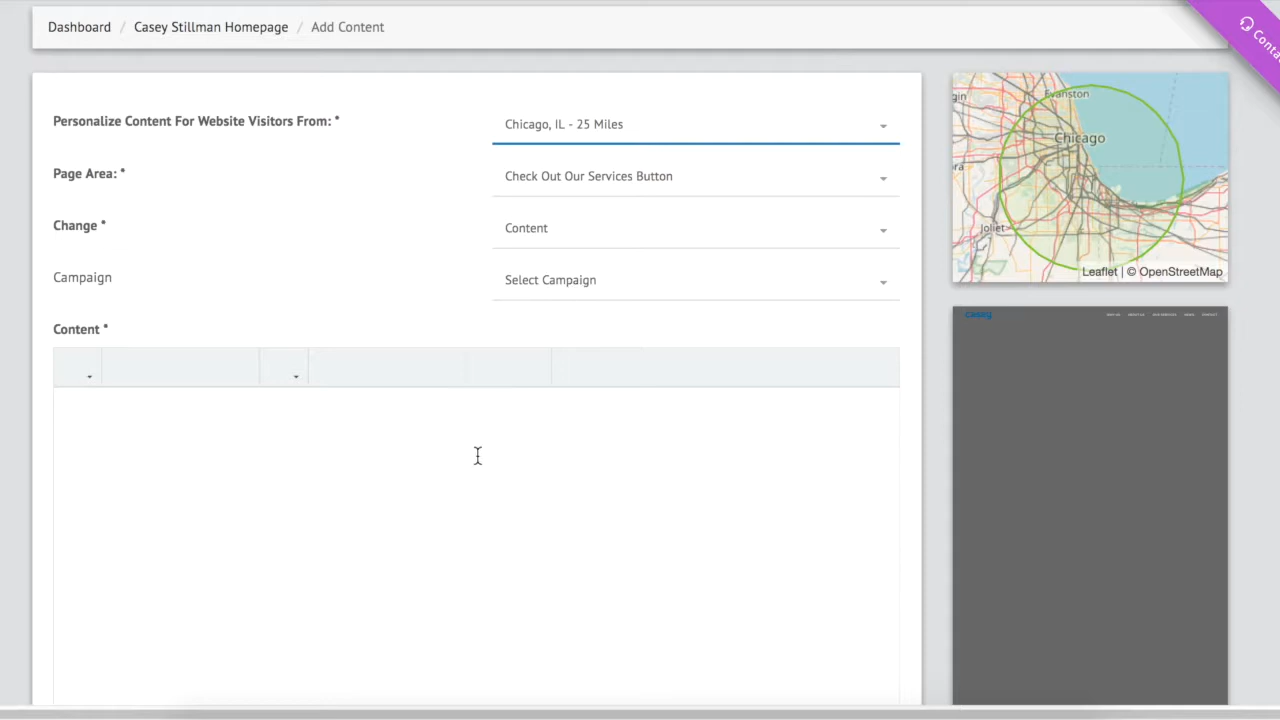 Dashboard / Casey Stillman Homepage / Add Content
Personalize Content For Website Visitors From: *
Chicago, IL - 25 Miles
Page Area: *
Check Out Our Services Button
Change *
Content
Campaign
Select Campaign
Content *
Evanston
Chicago
Joliet
Leaflet | © OpenStreetMap